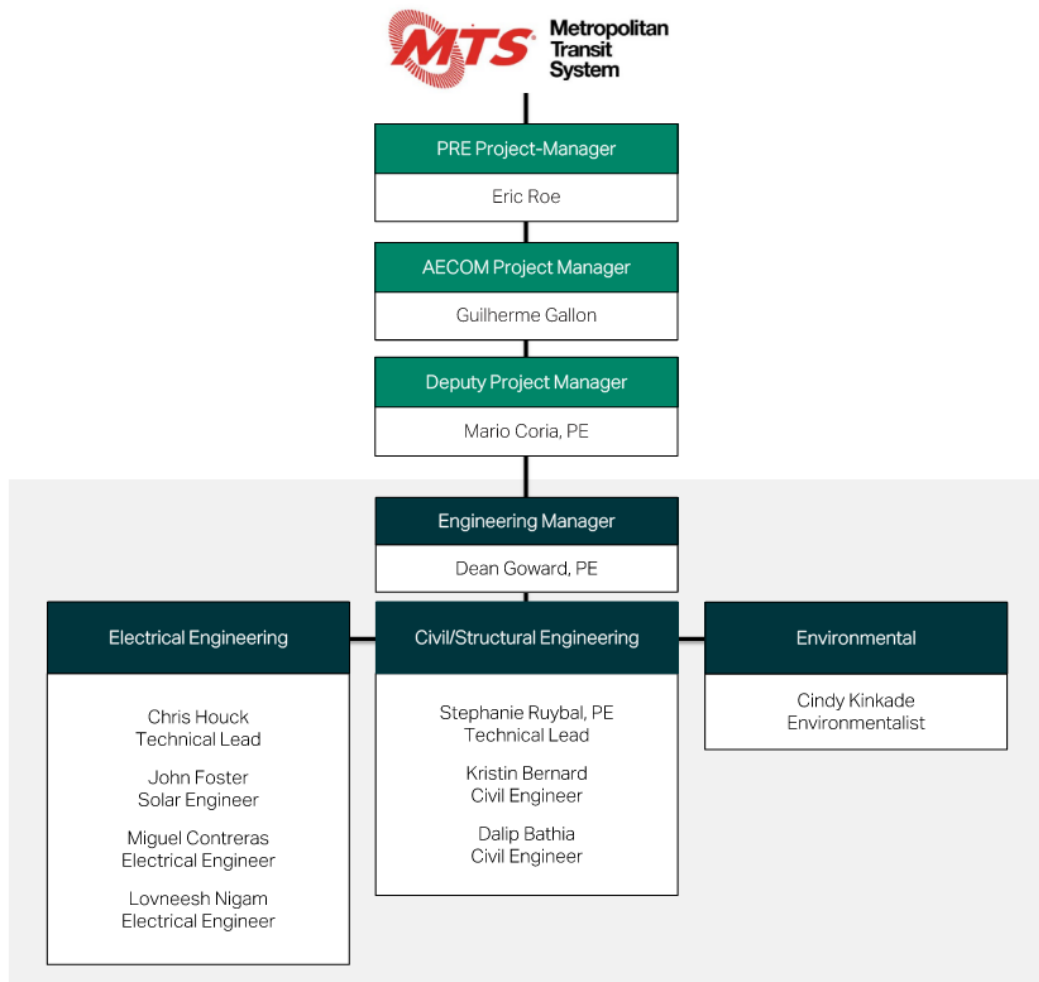 MTS
Metropolitan
Transit
System
PRE Project-Manager
Eric Roe
AECOM Project Manager
Guilherme Gallon
Deputy Project Manager
Mario Coria, PE
Engineering Manager
Dean Goward, PE
Electrical Engineering
Chris Houck
Technical Lead
John Foster
Solar Engineer
Miguel Contreras
Electrical Engineer
Lovneesh Nigam
Electrical Engineer
Civil/Structural Engineering
Stephanie Ruybal, PE
Technical Lead
Kristin Bernard
Civil Engineer
Dalip Bathia
Civil Engineer
Environmental
Cindy Kinkade
Environmentalist